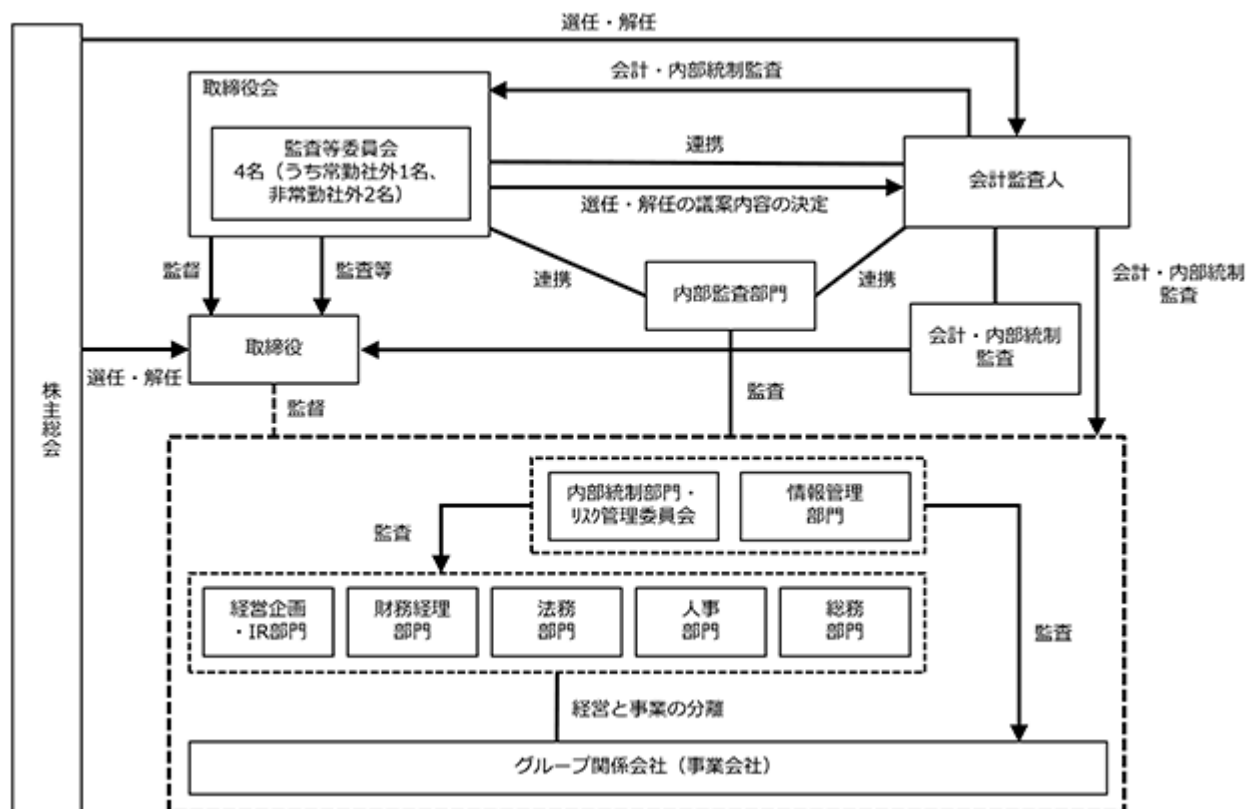 選任・解任
会計・内部統制監査
取締役会
監査等委員会
4名（うち常勤社外1名、
非常勤社外2名）
連携
会計監査人
選任・解任の議案内容の決定
監督
監査等
連携
内部監査部門
連携
会計・内部統制
監査
取締役
会計・内部統制
監査
選任・解任
株主総会
監督
監査
内部統制部門・
ﾘｽｸ管理委員会
情報管理
部門
監査
経営企画
・IR部門
財務経理
部門
法務
部門
人事
部門
総務
部門
監査
経営と事業の分離
グループ関係会社（事業会社）